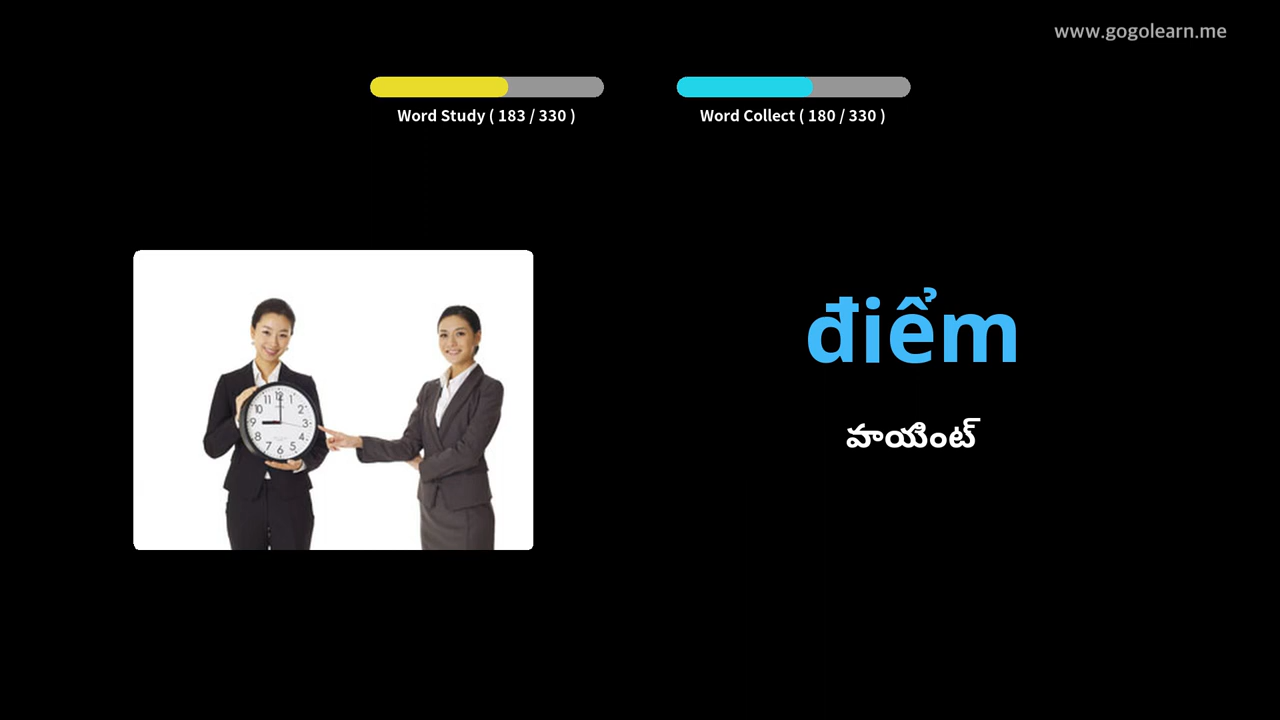 www.gogolearn.me
Word Study ( 183 / 330 )
Word Collect ( 180 / 330 )
điểm
పాయింట్